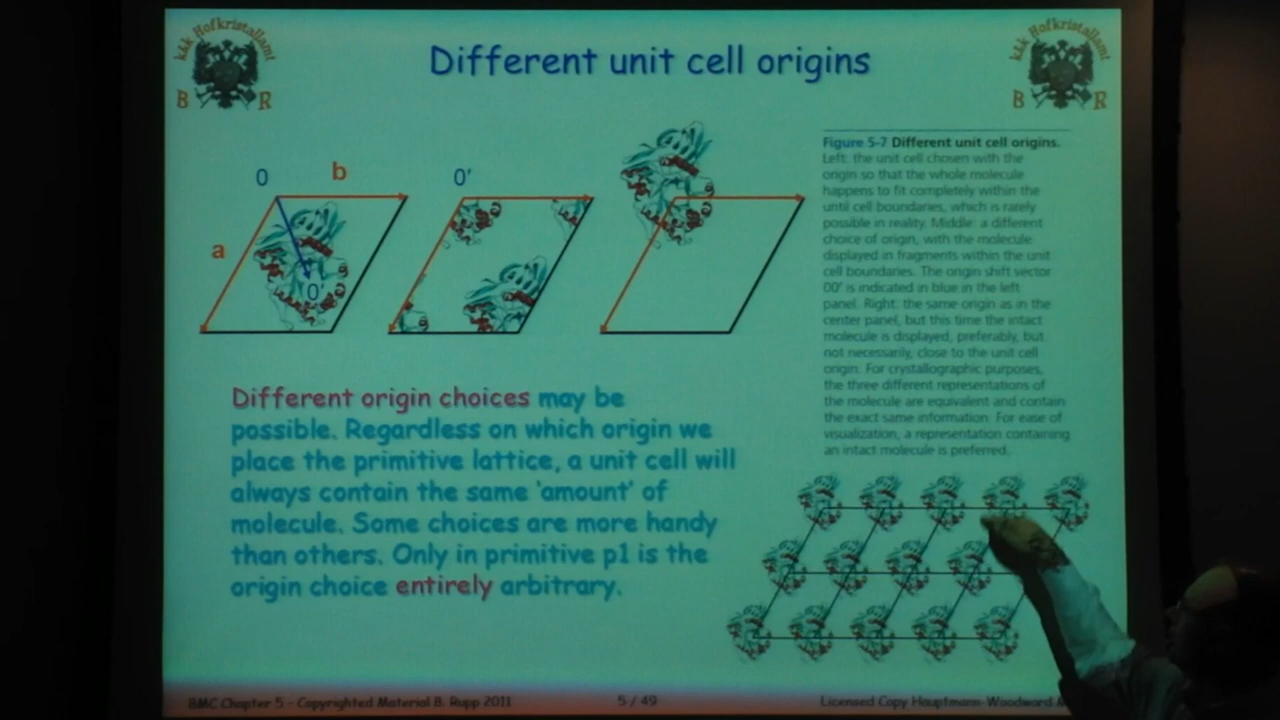 k&k Hofkristallamt
B R
k&k Hofkristallamt
B R
Different unit cell origins
0
b
a
0'
0'
Figure 5-7 Different unit cell origins.
Left: the unit cell chosen with the
origin so that the whole molecule
happens to fit completely within the
until cell boundaries, which is rarely
possible in reality. Middle: a different
choice of origin, with the molecule
displayed in fragments within the unit
cell boundaries. The origin shift vector
00' is indicated in blue in the left
panel. Right: the same origin as in the
center panel, but this time the intact
molecule is displayed, preferably, but
not necessarily, close to the unit cell
origin. For crystallographic purposes,
the three different representations of
the molecule are equivalent and contain
the exact same information. For ease of
visualization, a representation containing
an intact molecule is preferred.
Different origin choices may be
possible. Regardless on which origin we
place the primitive lattice, a unit cell will
always contain the same 'amount' of
molecule. Some choices are more handy
than others. Only in primitive p1 is the
origin choice entirely arbitrary.
BMC Chapter 5 - Copyrighted Material B. Rupp 2011
5 / 49
Licensed Copy Hauptmann-Woodward